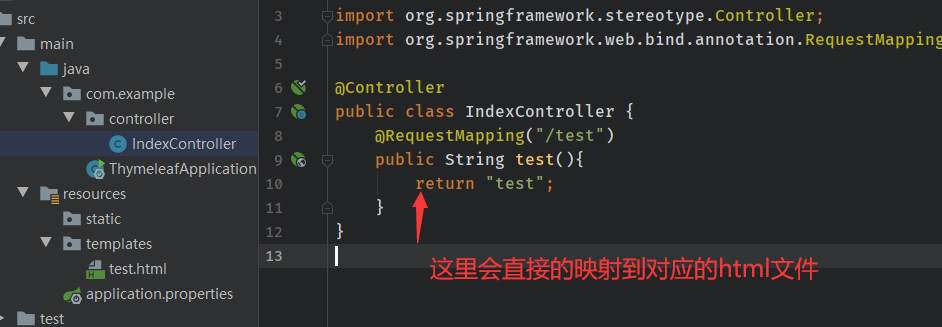 src
main
java
com.example
controller
IndexController
ThymeleafApplication
resources
static
templates
test.html
application.properties
test
3 import org.springframework.stereotype.Controller;
4 import org.springframework.web.bind.annotation.RequestMapping
5
6 @Controller
7 public class IndexController {
8 @RequestMapping("/test")
9 public String test(){
10 return "test";
11 }
12 }
13
这里会直接的映射到对应的html文件